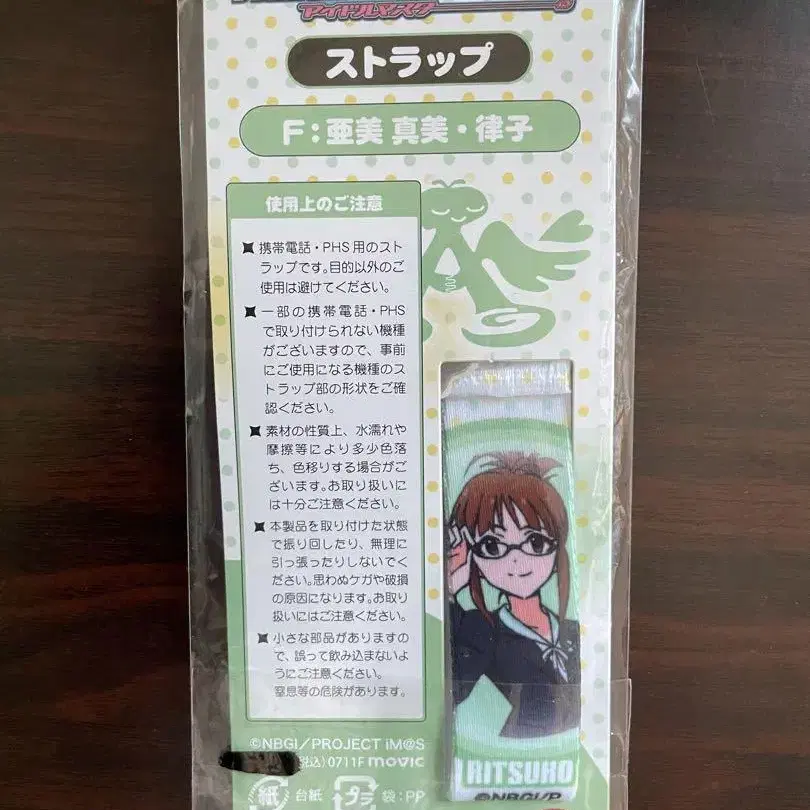 アイドルマスター
ストラップ
F：亜美 真美・律子
使用上のご注意
携帯電話・PHS用のスト
ラップです。目的以外のご
使用は避けてください。
一部の携帯電話・PHS
で取り付けられない機種
がございますので、事前
にご使用になる機種のス
トラップ部の形状をご確
認ください。
素材の性質上、水濡れや
摩擦等により多少色落
ち、色移りする場合がご
ざいます。お取り扱いに
は十分ご注意ください。
本製品を取り付けた状態
で振り回したり、無理に
引っ張ったりしないでく
ださい。思わぬケガや破損
の原因になります。お取り
扱いにはご注意ください。
小さな部品がありますの
で、誤って飲み込まないよ
うにご注意ください。
窒息等の危険があります。
©NBGI/PROJECT iM@S
税込)0711F movic
紙 台紙 プラ 袋：PP
RITSUKO
©NBGI/P